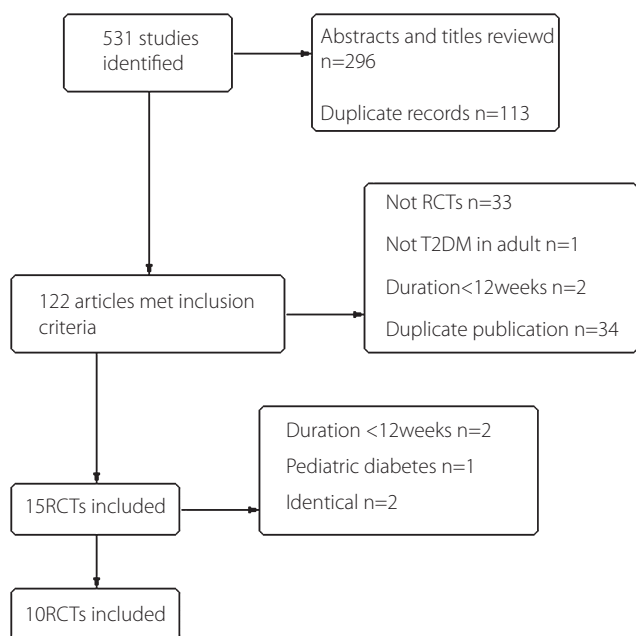 531 studies
identified
Abstracts and titles reviewd
n=296
Duplicate records n=113
Not RCTs n=33
Not T2DM in adult n=1
Duration<12weeks n=2
Duplicate publication n=34
122 articles met inclusion
criteria
Duration <12weeks n=2
Pediatric diabetes n=1
Identical n=2
15RCTs included
10RCTs included